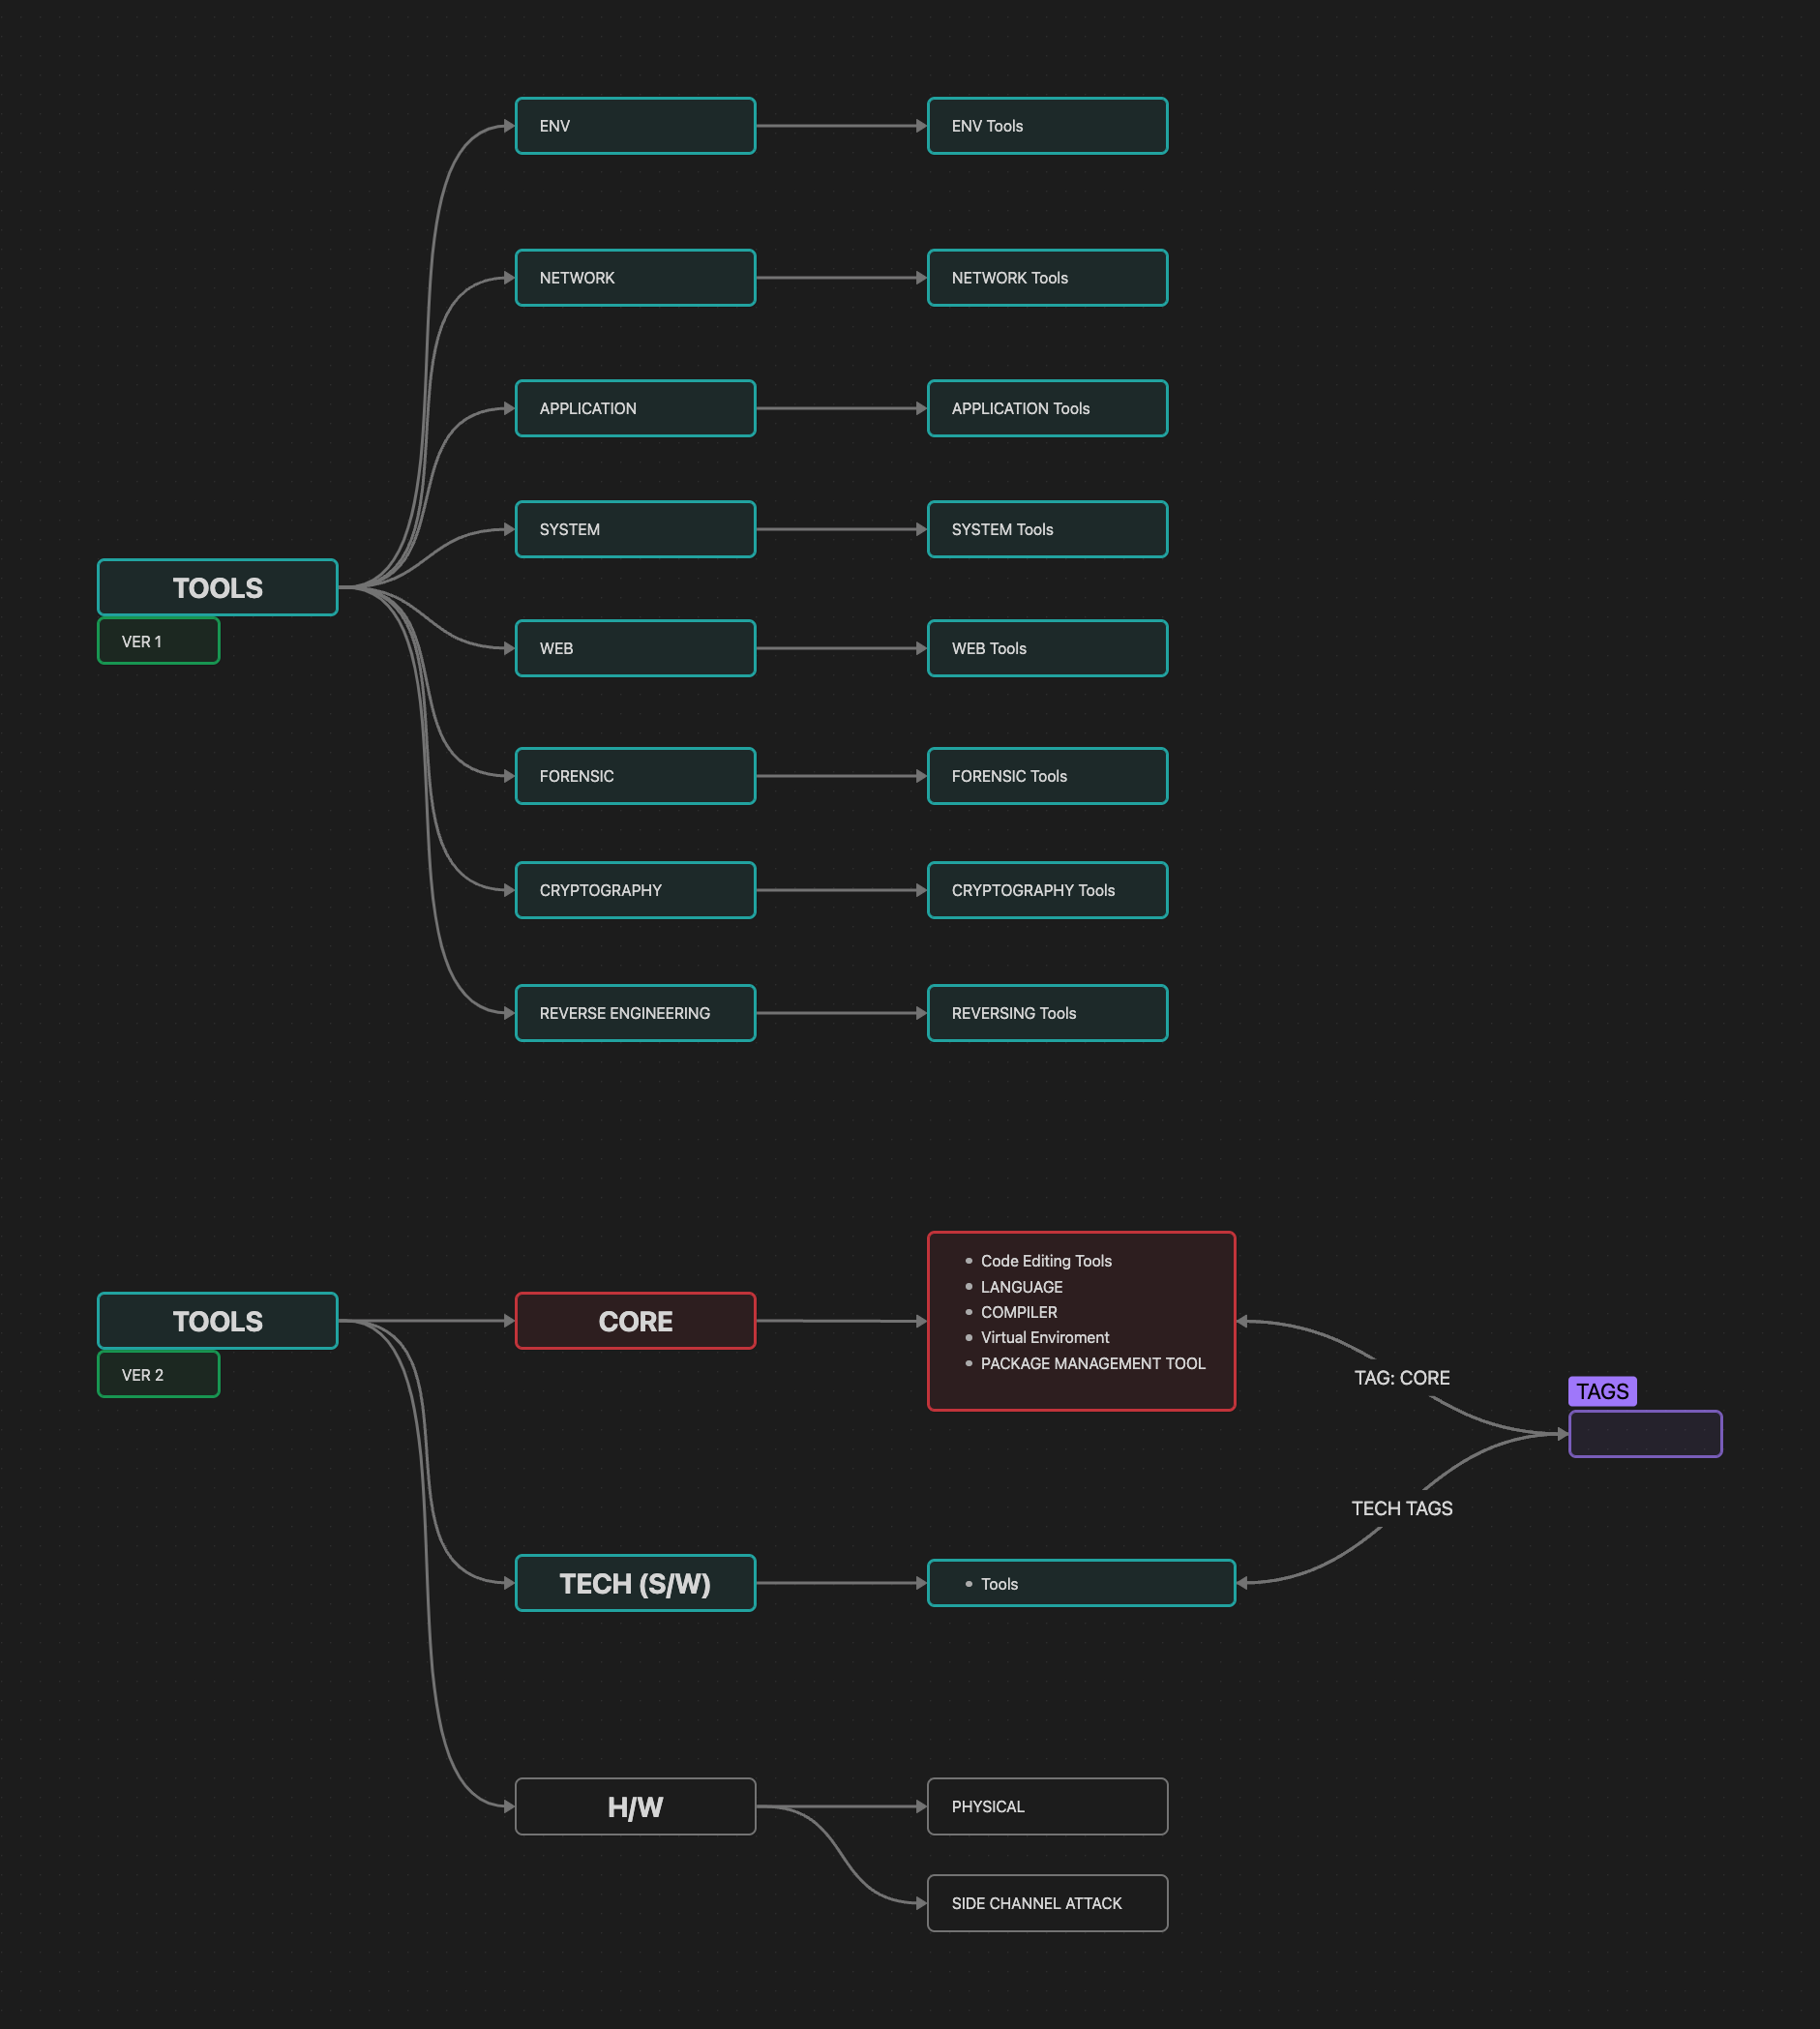 ENV
ENV Tools
NETWORK
NETWORK Tools
APPLICATION
APPLICATION Tools
SYSTEM
SYSTEM Tools
TOOLS
VER 1
WEB
WEB Tools
FORENSIC
FORENSIC Tools
CRYPTOGRAPHY
CRYPTOGRAPHY Tools
REVERSE ENGINEERING
REVERSING Tools
TOOLS
VER 2
CORE
Code Editing Tools
LANGUAGE
COMPILER
Virtual Enviroment
PACKAGE MANAGEMENT TOOL
TAG: CORE
TAGS
TECH TAGS
TECH (S/W)
Tools
H/W
PHYSICAL
SIDE CHANNEL ATTACK